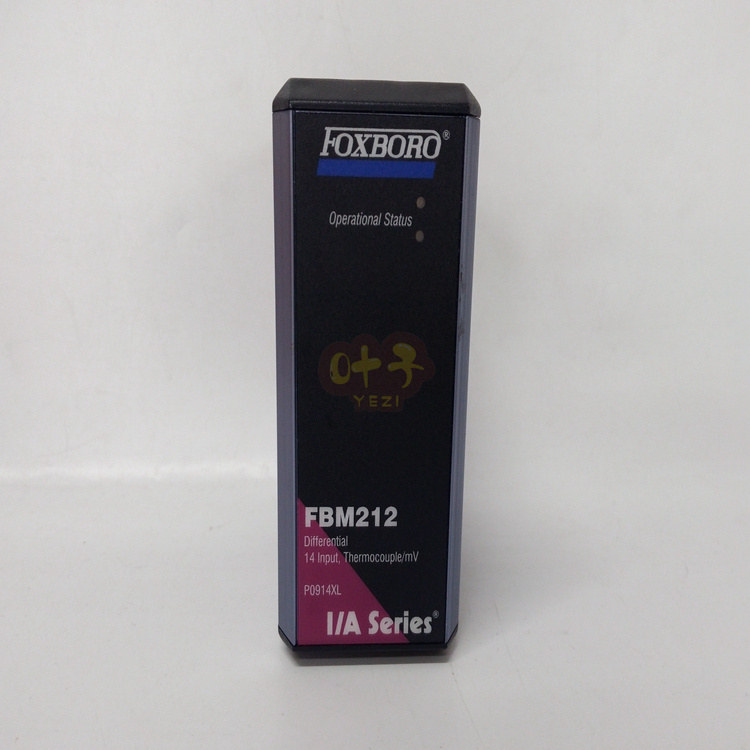 FOXBORO®
Operational Status
叶子
YEZI
FBM212
Differential
14 Input, Thermocouple/mV
P0914XL
I/A Series®